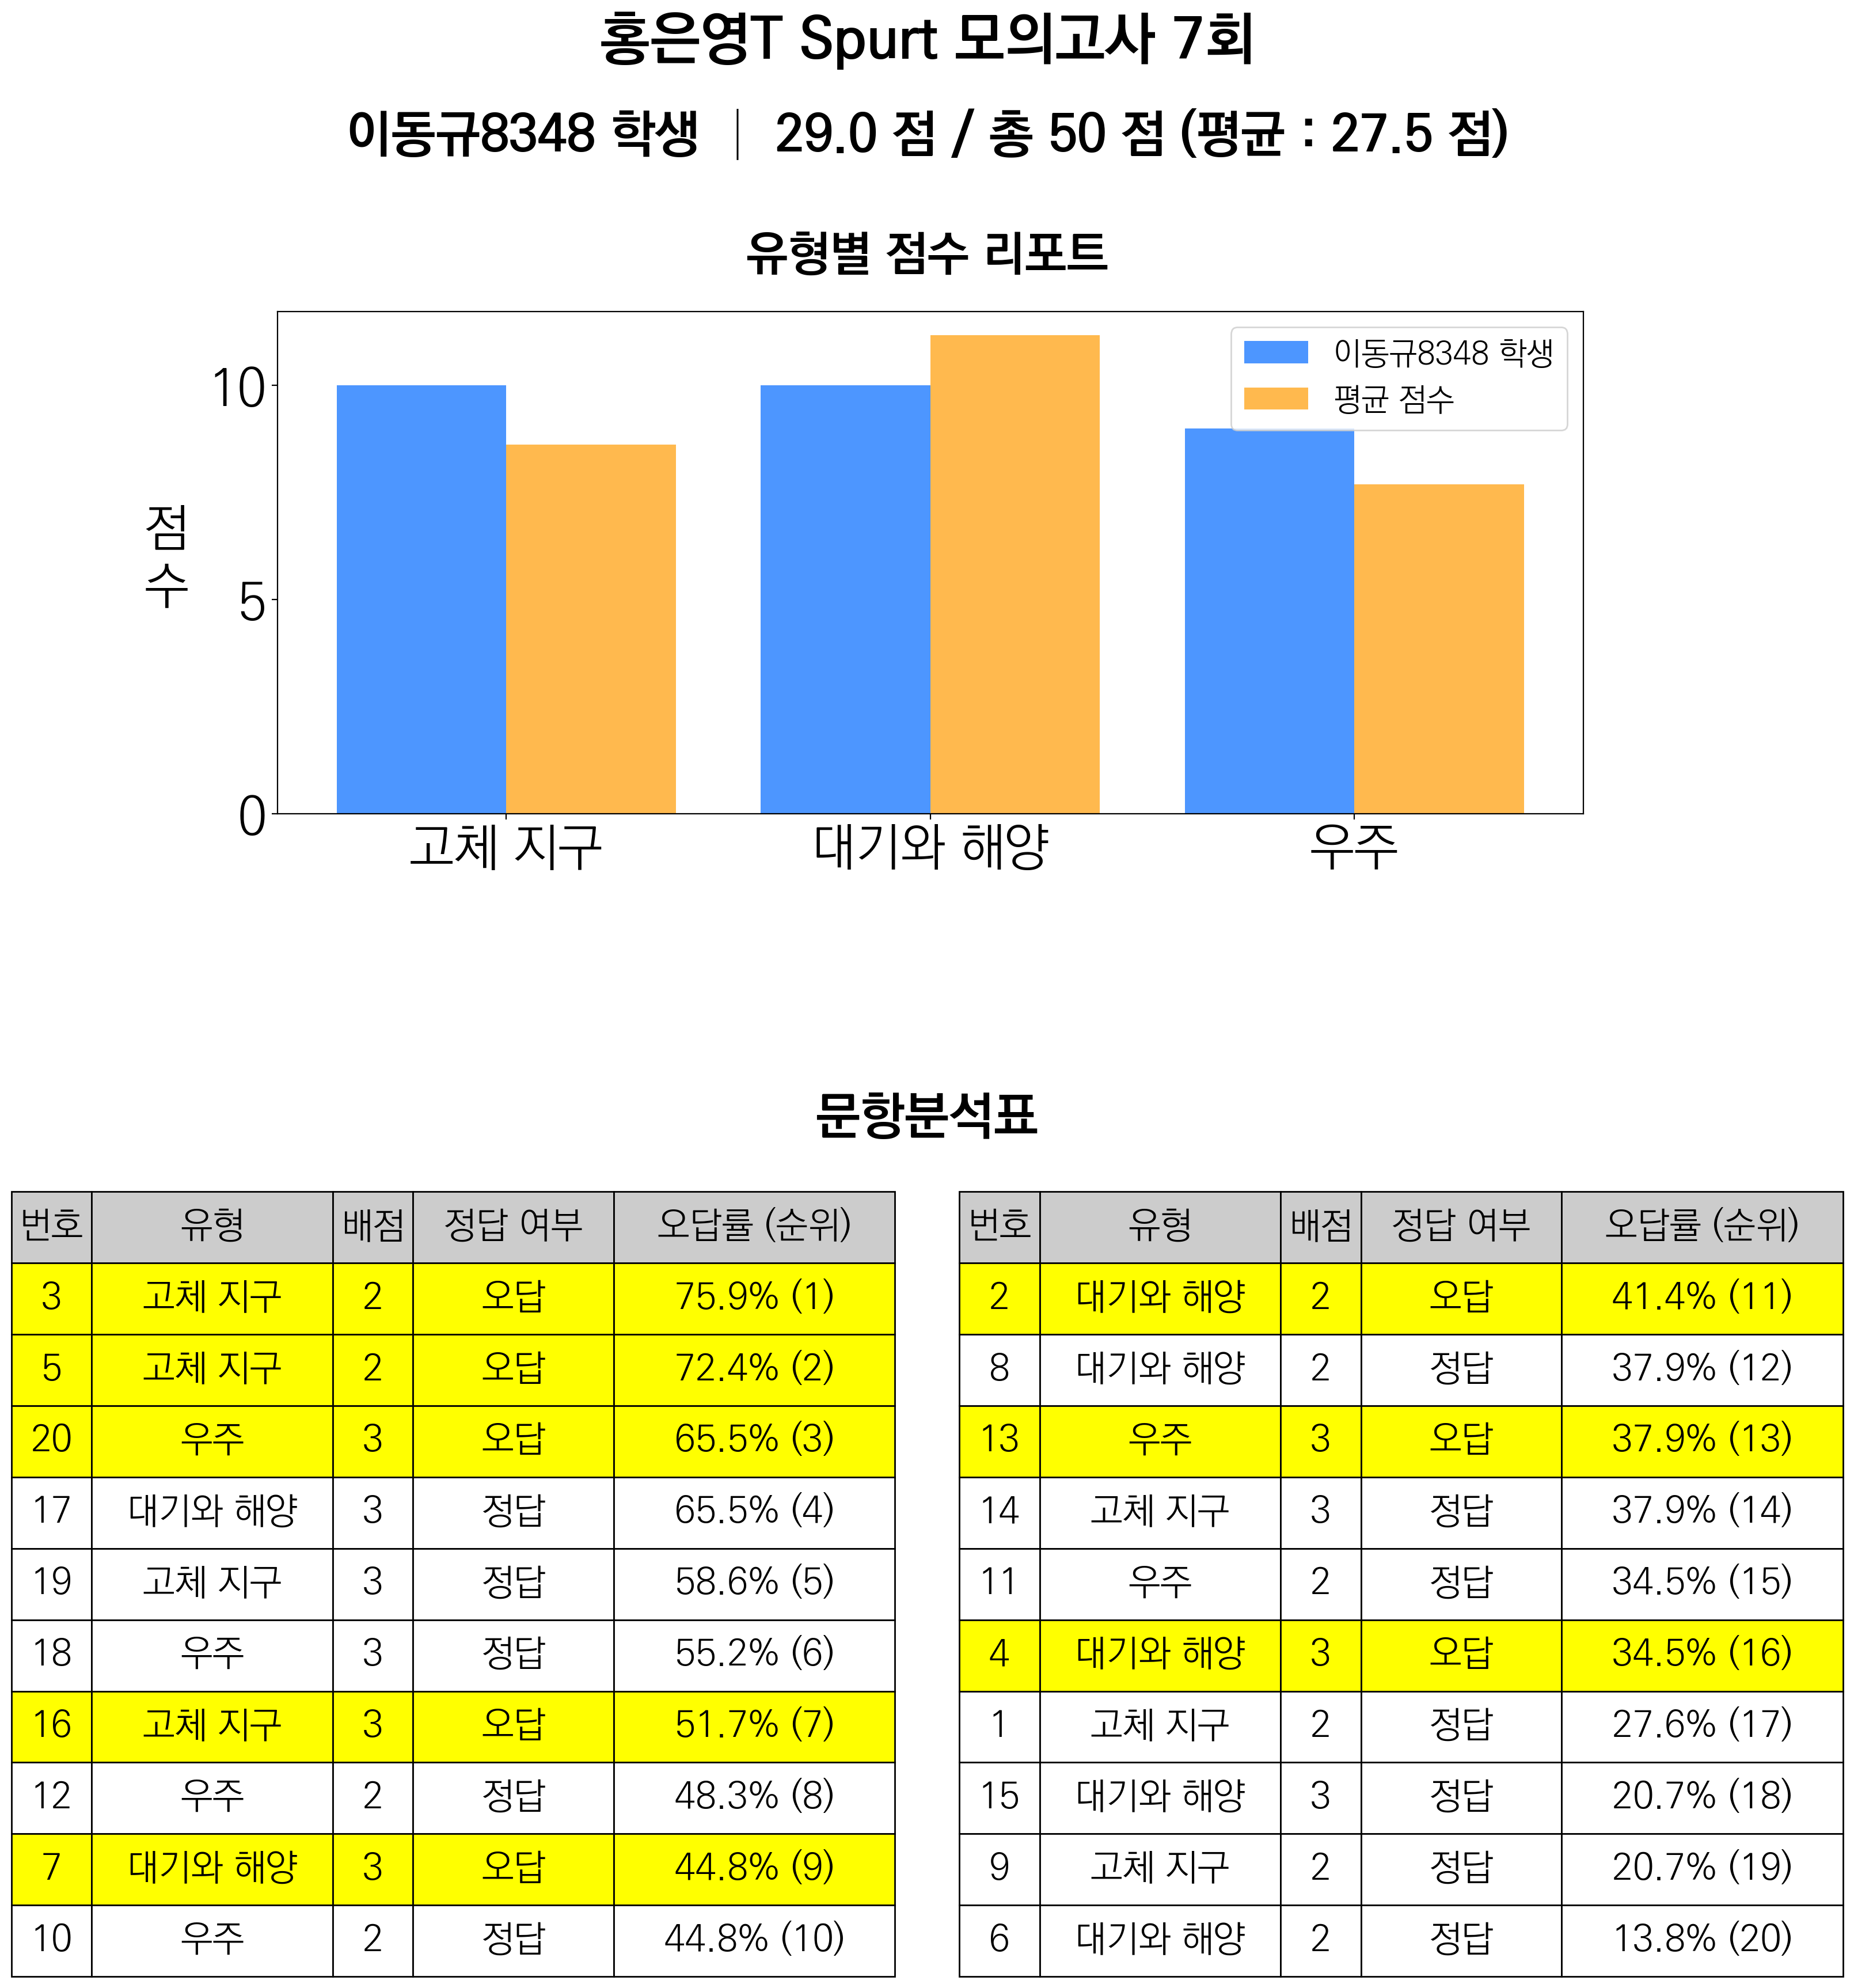 홍은영T Spurt 모의고사 7회
이동규8348 학생 │ 29.0 점 / 총 50 점 (평균 : 27.5 점)
유형별 점수 리포트
이동규8348 학생
평균 점수
점
수
10
5
0
고체 지구 대기와 해양 우주
문항분석표
번호 유형 배점 정답 여부 오답률 (순위)
3 고체 지구 2 오답 75.9% (1)
5 고체 지구 2 오답 72.4% (2)
20 우주 3 오답 65.5% (3)
17 대기와 해양 3 정답 65.5% (4)
19 고체 지구 3 정답 58.6% (5)
18 우주 3 정답 55.2% (6)
16 고체 지구 3 오답 51.7% (7)
12 우주 2 정답 48.3% (8)
7 대기와 해양 3 오답 44.8% (9)
10 우주 2 정답 44.8% (10)
번호 유형 배점 정답 여부 오답률 (순위)
2 대기와 해양 2 오답 41.4% (11)
8 대기와 해양 2 정답 37.9% (12)
13 우주 3 오답 37.9% (13)
14 고체 지구 3 정답 37.9% (14)
11 우주 2 정답 34.5% (15)
4 대기와 해양 3 오답 34.5% (16)
1 고체 지구 2 정답 27.6% (17)
15 대기와 해양 3 정답 20.7% (18)
9 고체 지구 2 정답 20.7% (19)
6 대기와 해양 2 정답 13.8% (20)